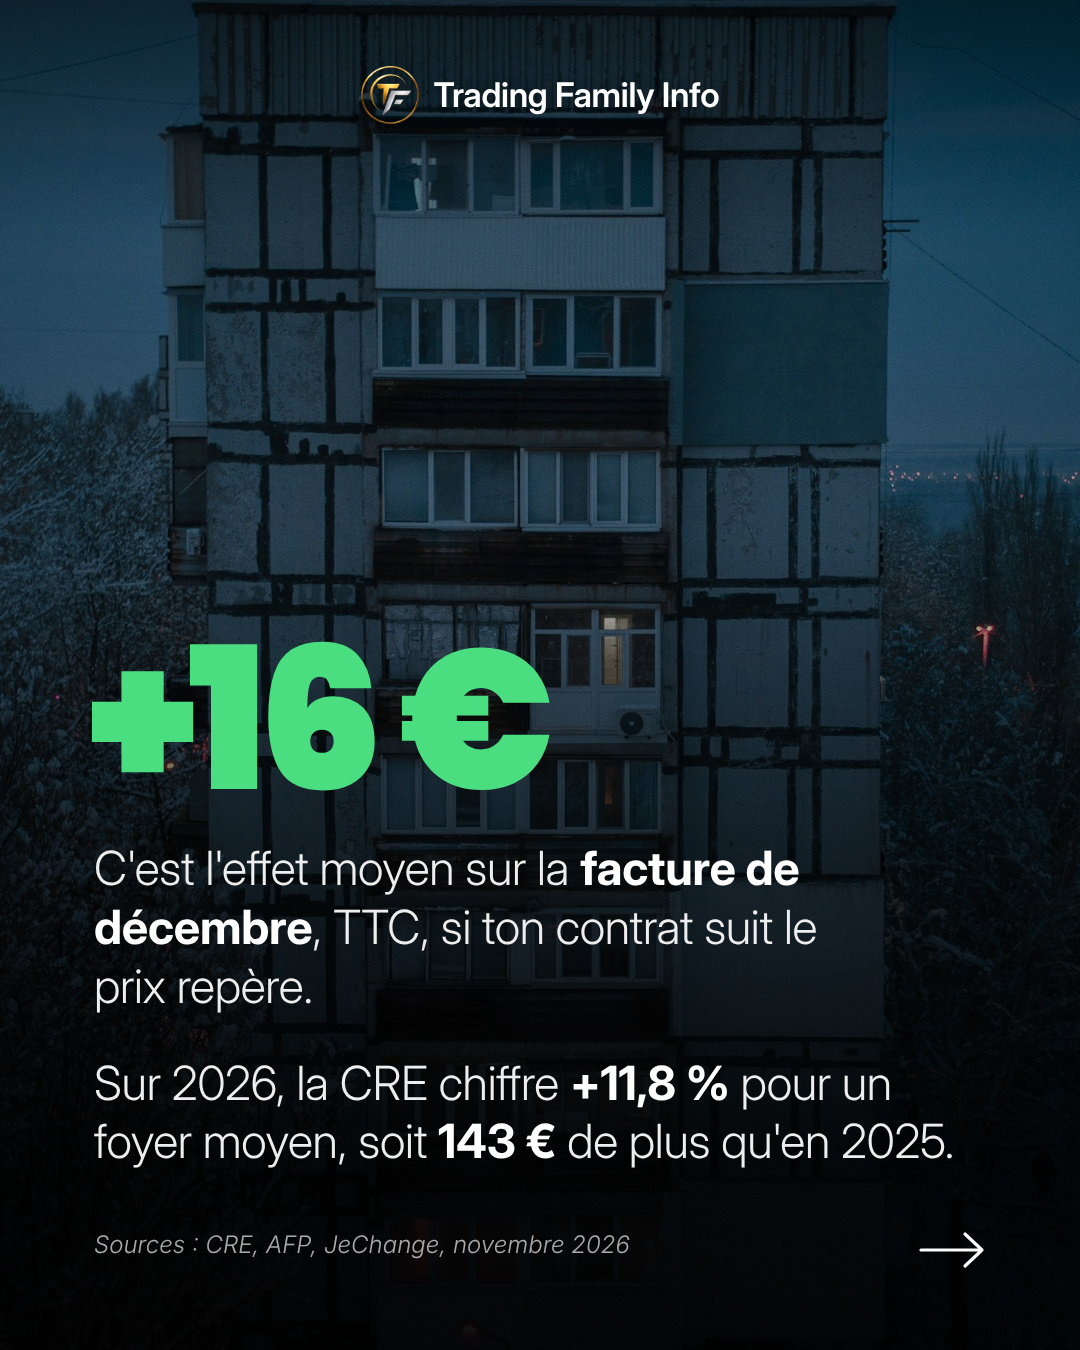 TF Trading Family Info
+16 €
C'est l'effet moyen sur la facture de
décembre, TTC, si ton contrat suit le
prix repère.
Sur 2026, la CRE chiffre +11,8 % pour un
foyer moyen, soit 143 € de plus qu'en 2025.
Sources : CRE, AFP, JeChange, novembre 2026